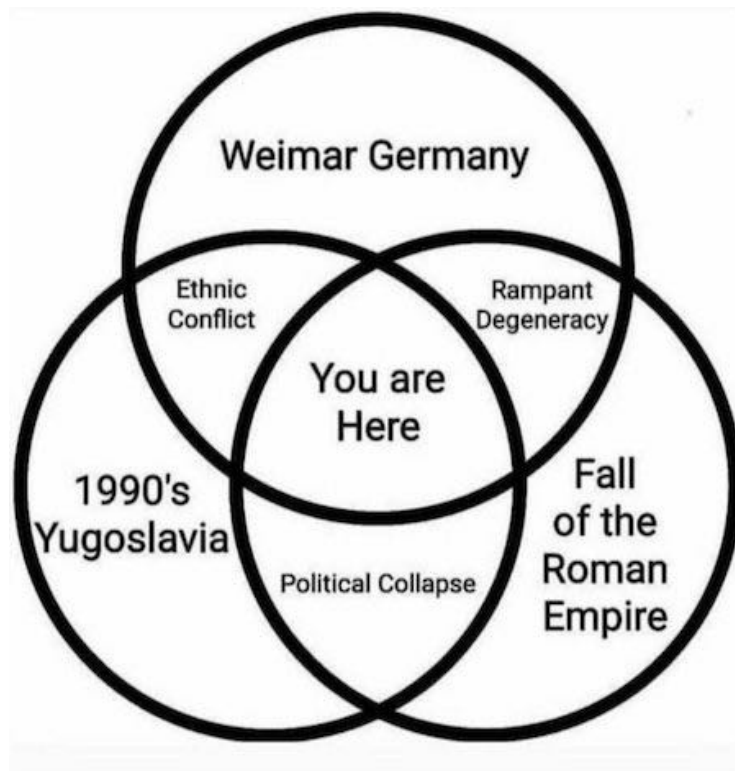 Weimar Germany
Ethnic
Conflict
Rampant
Degeneracy
You are
Here
1990's
Yugoslavia
Fall
of the
Roman
Empire
Political Collapse